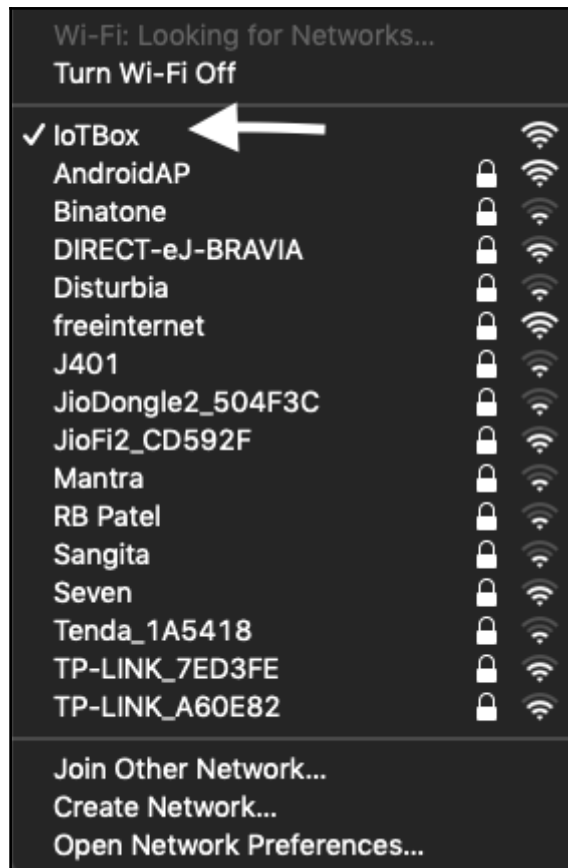 Wi-Fi: Looking for Networks...
Turn Wi-Fi Off
IoTBox
AndroidAP
Binatone
DIRECT-eJ-BRAVIA
Disturbia
freeinternet
J401
JioDongle2_504F3C
JioFi2_CD592F
Mantra
RB Patel
Sangita
Seven
Tenda_1A5418
TP-LINK_7ED3FE
TP-LINK_A60E82
Join Other Network...
Create Network...
Open Network Preferences...